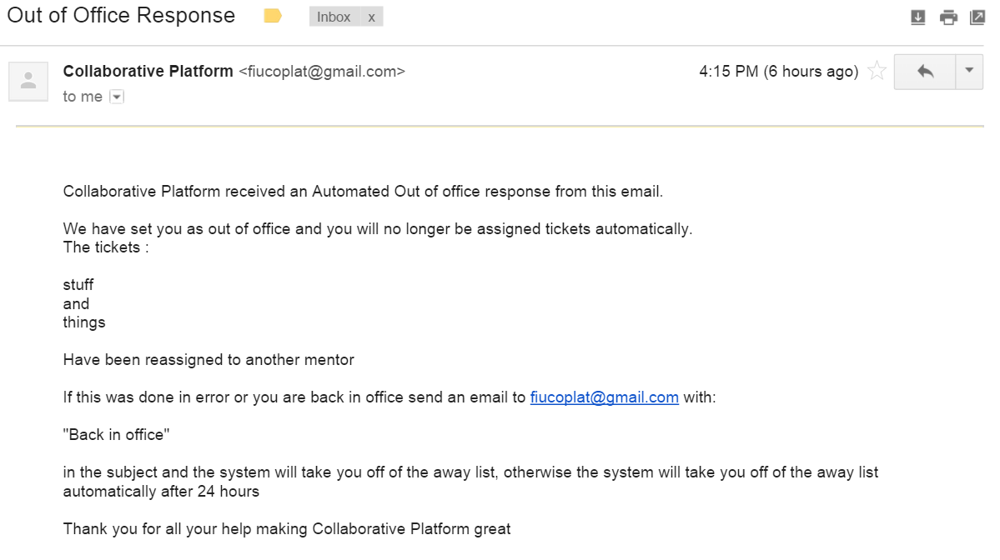 Out of Office Response
Inbox x
Collaborative Platform <fiucoplat@gmail.com>
4:15 PM (6 hours ago)
to me
Collaborative Platform received an Automated Out of office response from this email.
We have set you as out of office and you will no longer be assigned tickets automatically.
The tickets :
stuff
and
things
Have been reassigned to another mentor
If this was done in error or you are back in office send an email to fiucoplat@gmail.com with:
"Back in office"
in the subject and the system will take you off of the away list, otherwise the system will take you off of the away list
automatically after 24 hours
Thank you for all your help making Collaborative Platform great